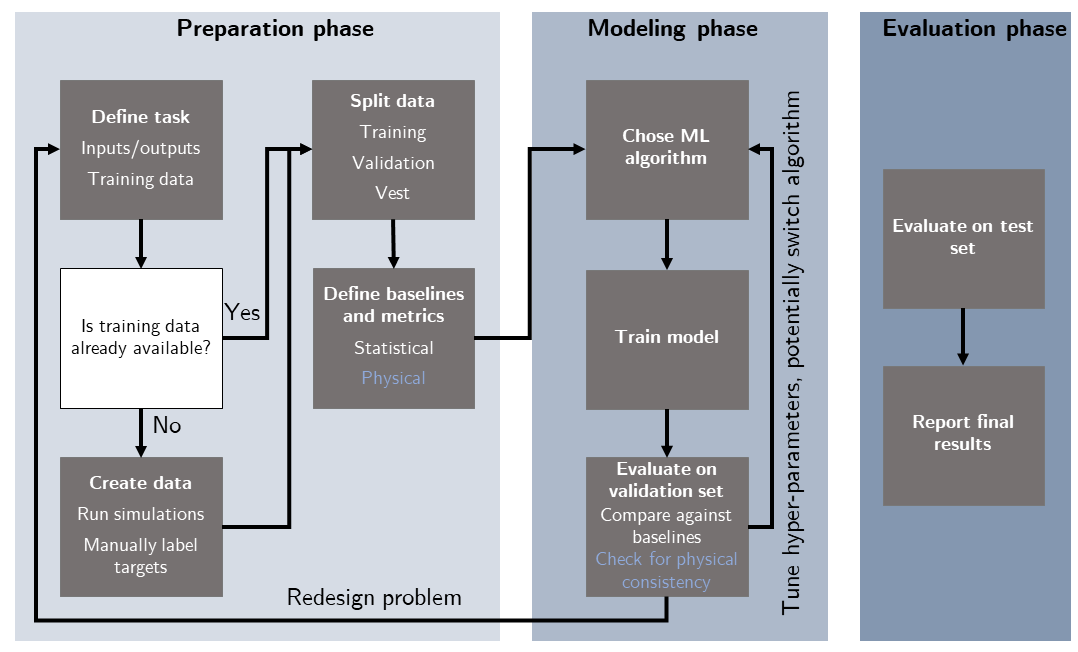 Preparation phase
Define task
Inputs/outputs
Training data
Is training data
already available?
Yes
No
Create data
Run simulations
Manually label
targets
Split data
Training
Validation
Vest
Define baselines
and metrics
Statistical
Physical
Redesign problem
Modeling phase
Chose ML
algorithm
Train model
Evaluate on
validation set
Compare against
baselines
Check for physical
consistency
Tune hyper-parameters, potentially switch algorithm
Evaluation phase
Evaluate on test
set
Report final
results